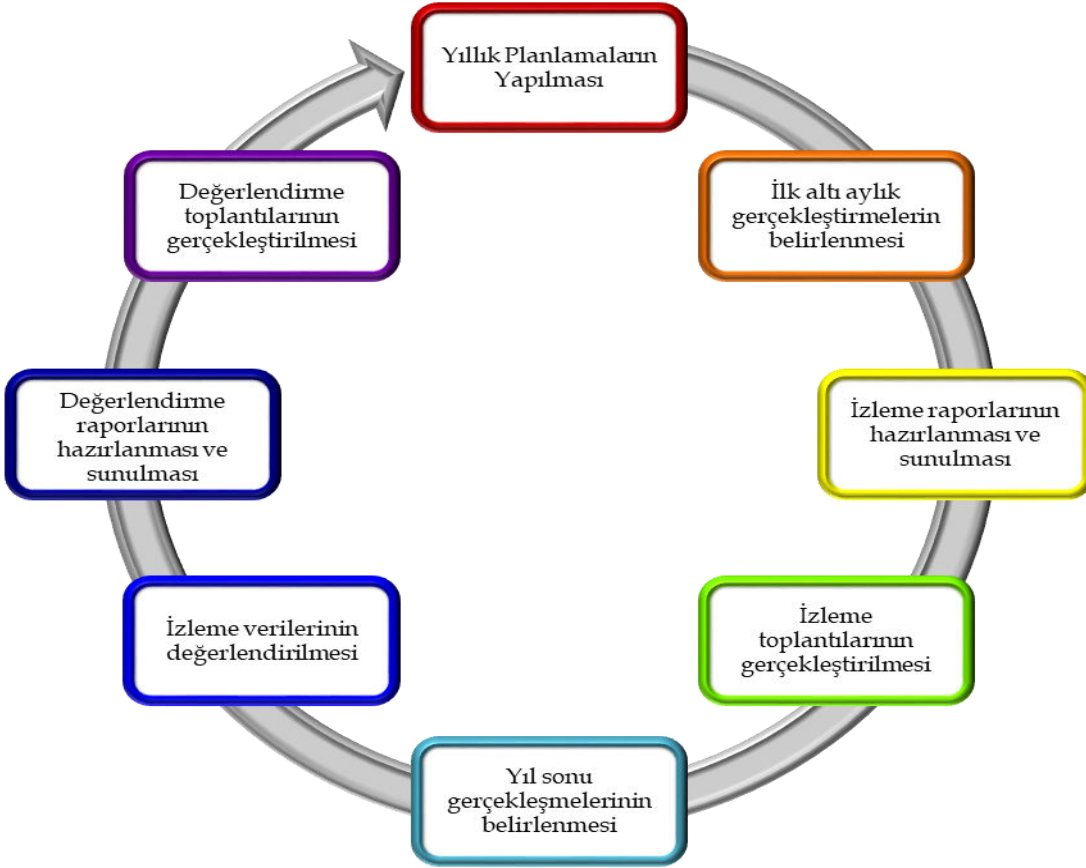 Yıllık Planlamaların
Yapılması
İlk altı aylık
gerçekleştirmelerin
belirlenmesi
İzleme raporlarının
hazırlanması ve
sunulması
İzleme
toplantılarının
gerçekleştirilmesi
Yıl sonu
gerçekleşmelerinin
belirlenmesi
İzleme verilerinin
değerlendirilmesi
Değerlendirme
raporlarının
hazırlanması ve
sunulması
Değerlendirme
toplantılarının
gerçekleştirilmesi